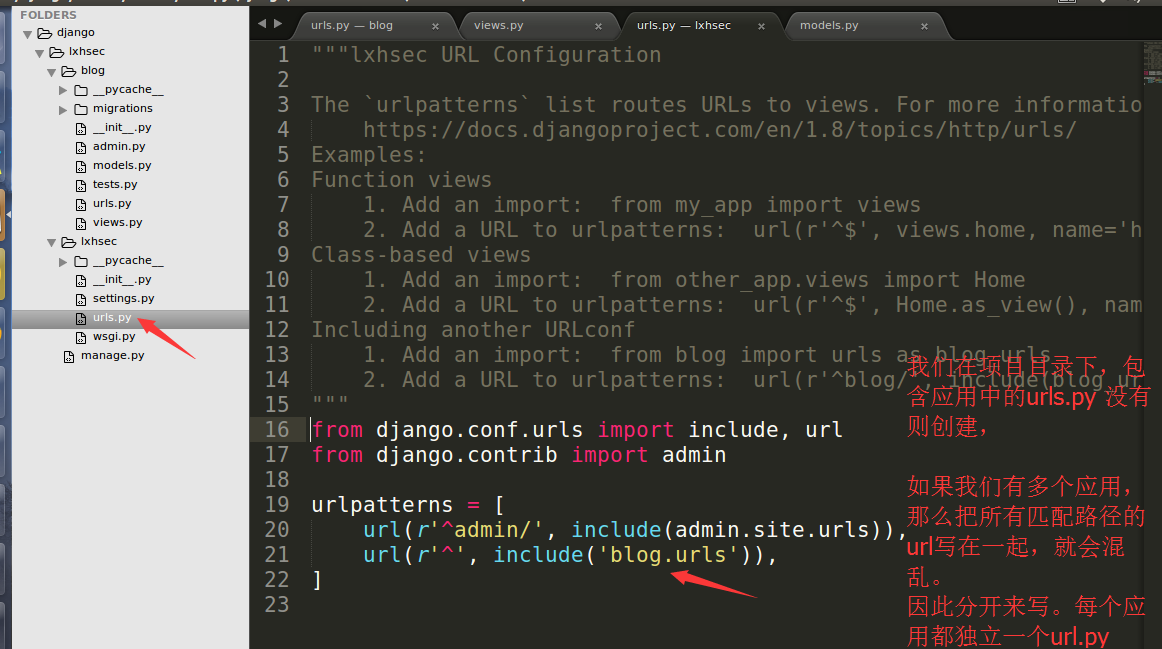 FOLDERS
django
lxhsec
blog
__pycache__
migrations
__init__.py
admin.py
models.py
tests.py
urls.py
views.py
lxhsec
__pycache__
__init__.py
settings.py
urls.py
wsgi.py
manage.py
urls.py — blog
views.py
urls.py — lxhsec
models.py
1 """lxhsec URL Configuration
2
3 The `urlpatterns` list routes URLs to views. For more informatio
4 https://docs.djangoproject.com/en/1.8/topics/http/urls/
5 Examples:
6 Function views
7 1. Add an import:  from my_app import views
8 2. Add a URL to urlpatterns:  url(r'^$', views.home, name='h
9 Class-based views
10 1. Add an import:  from other_app.views import Home
11 2. Add a URL to urlpatterns:  url(r'^$', Home.as_view(), nam
12 Including another URLconf
13 1. Add an import:  from blog import urls as blog_urls
14 2. Add a URL to urlpatterns:  url(r'^blog/', include(blog_ur
15 """
16 from django.conf.urls import include, url
17 from django.contrib import admin
18
19 urlpatterns = [
20 url(r'^admin/', include(admin.site.urls)),
21 url(r'^', include('blog.urls')),
22 ]
23
我们在项目目录下，包
含应用中的urls.py 没有
则创建，
如果我们有多个应用，
那么把所有匹配路径的
url写在一起，就会混
乱。
因此分开来写。每个应
用都独立一个url.py